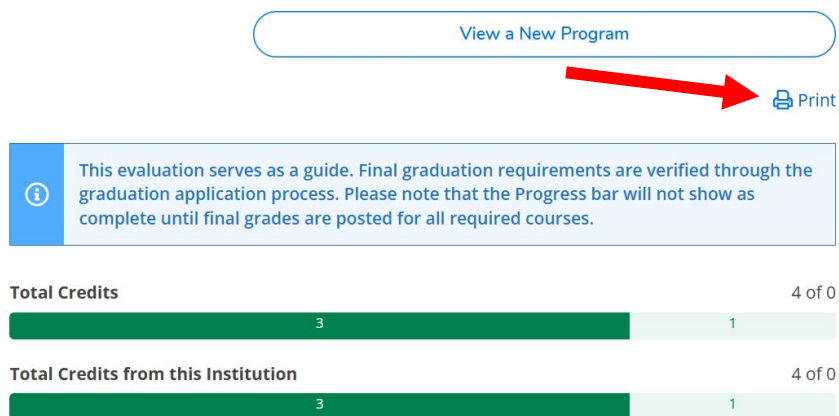 View a New Program
Print
This evaluation serves as a guide. Final graduation requirements are verified through the
graduation application process. Please note that the Progress bar will not show as
complete until final grades are posted for all required courses.
Total Credits 4 of 0
3 1
Total Credits from this Institution 4 of 0
3 1